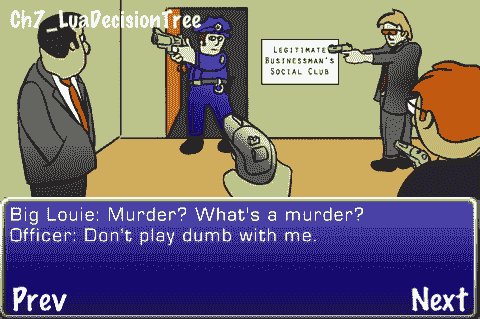 Ch7_LuaDecisionTree
Legitimate
Businessman's
Social Club
Big Louie: Murder? What's a murder?
Officer: Don't play dumb with me.
Prev
Next